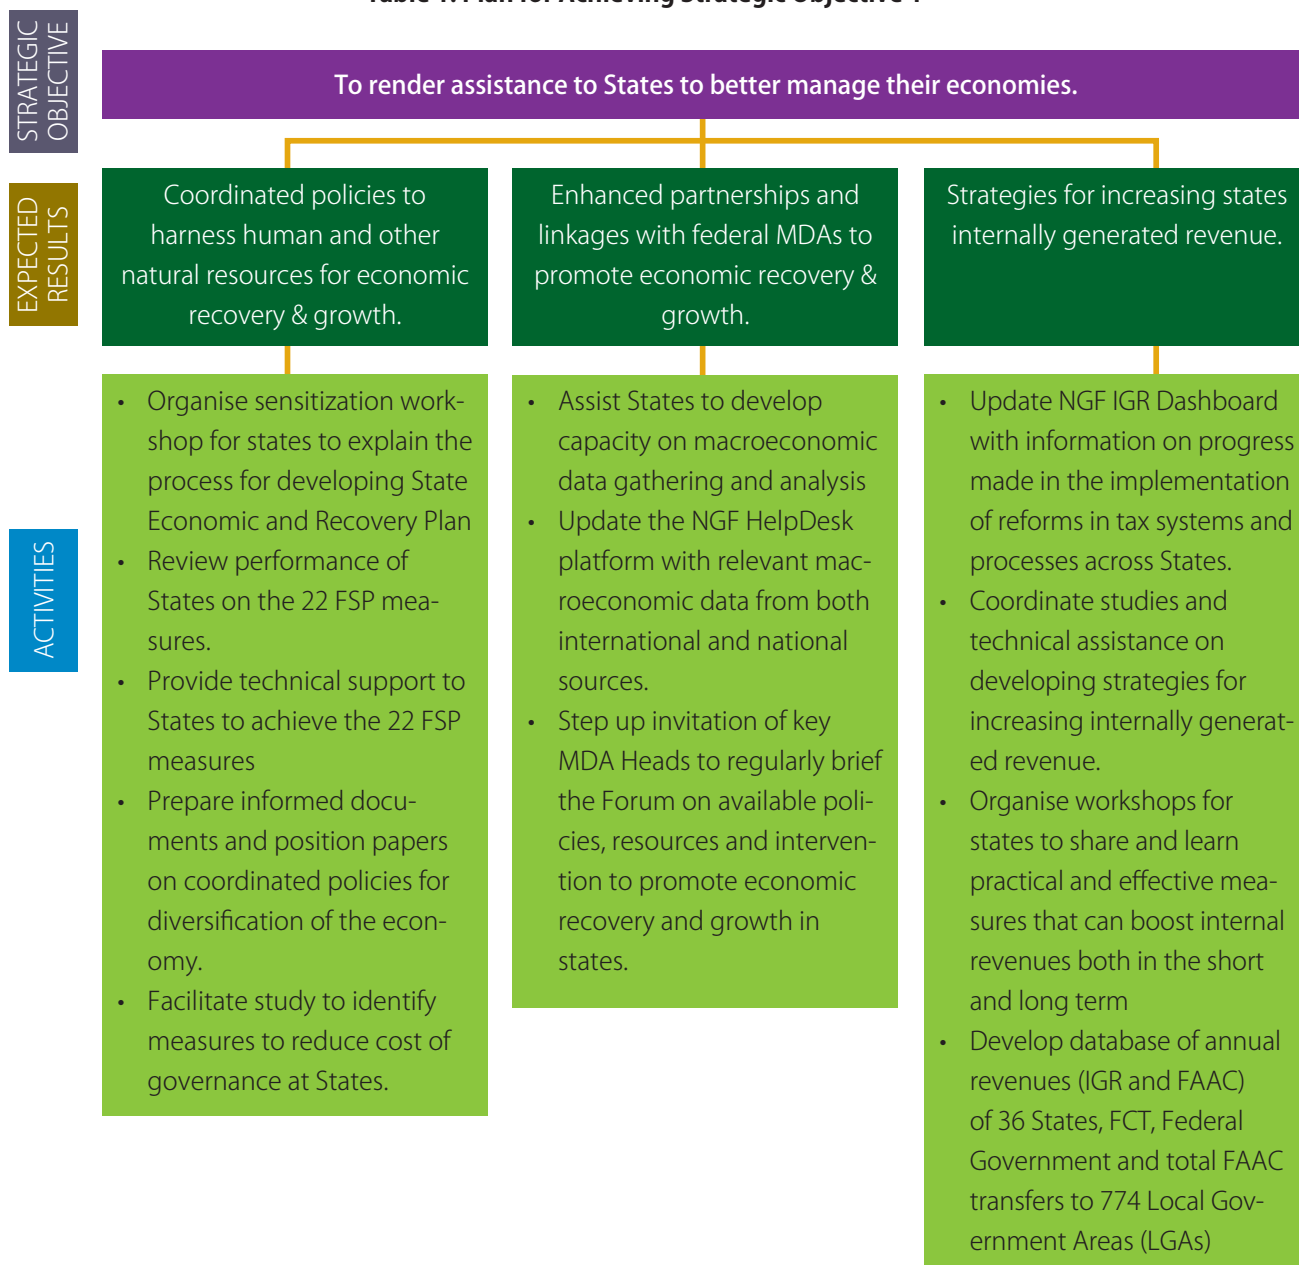 Table 1: Plan for Achieving Strategic Objective 1
STRATEGIC
OBJECTIVE
To render assistance to States to better manage their economies.
EXPECTED
RESULTS
Coordinated policies to
harness human and other
natural resources for economic
recovery & growth.
Enhanced partnerships and
linkages with federal MDAs to
promote economic recovery &
growth.
Strategies for increasing states
internally generated revenue.
ACTIVITIES
• Organise sensitization work-
shop for states to explain the
process for developing State
Economic and Recovery Plan
• Review performance of
States on the 22 FSP mea-
sures.
• Provide technical support to
States to achieve the 22 FSP
measures
• Prepare informed docu-
ments and position papers
on coordinated policies for
diversification of the econ-
omy.
• Facilitate study to identify
measures to reduce cost of
governance at States.
• Assist States to develop
capacity on macroeconomic
data gathering and analysis
• Update the NGF HelpDesk
platform with relevant mac-
roeconomic data from both
international and national
sources.
• Step up invitation of key
MDA Heads to regularly brief
the Forum on available poli-
cies, resources and interven-
tion to promote economic
recovery and growth in
states.
• Update NGF IGR Dashboard
with information on progress
made in the implementation
of reforms in tax systems and
processes across States.
• Coordinate studies and
technical assistance on
developing strategies for
increasing internally generat-
ed revenue.
• Organise workshops for
states to share and learn
practical and effective mea-
sures that can boost internal
revenues both in the short
and long term
• Develop database of annual
revenues (IGR and FAAC)
of 36 States, FCT, Federal
Government and total FAAC
transfers to 774 Local Gov-
ernment Areas (LGAs)